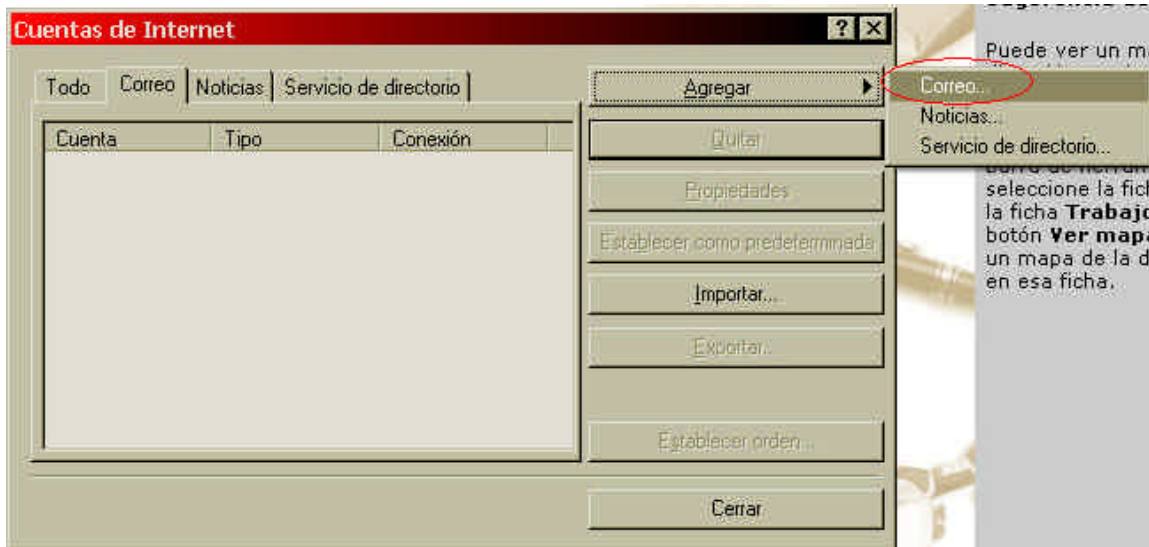 Cuentas de Internet
Todo Correo Noticias Servicio de directorio
Cuenta Tipo Conexión
Agregar
Quitar
Propiedades
Establecer como predeterminada
Importar...
Exportar...
Establecer orden...
Cerrar
Correo...
Noticias...
Servicio de directorio...
Puede ver un
seleccione la
la ficha Trabajo
botón Ver mapa
un mapa de la
en esa ficha.